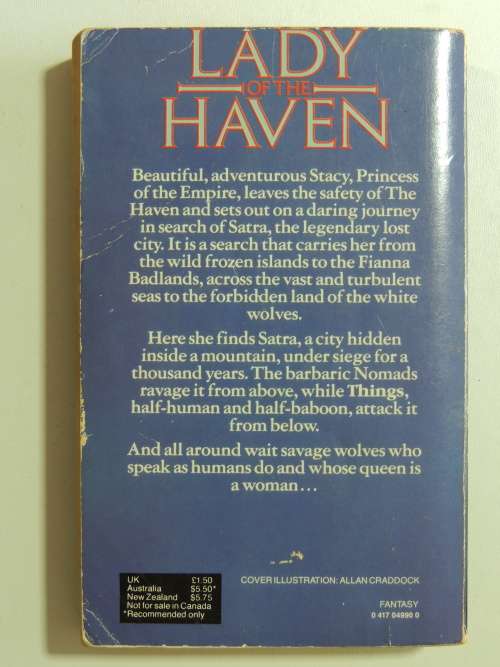 LADY
OF THE
HAVEN
Beautiful, adventurous Stacy, Princess
of the Empire, leaves the safety of The
Haven and sets out on a daring journey
in search of Satra, the legendary lost
city. It is a search that carries her from
the wild frozen islands to the Fianna
Badlands, across the vast and turbulent
seas to the forbidden land of the white
wolves.
Here she finds Satra, a city hidden
inside a mountain, under siege for a
thousand years. The barbaric Nomads
ravage it from above, while Things,
half-human and half-baboon, attack it
from below.
And all around wait savage wolves who
speak as humans do and whose queen is
a woman...
UK £1.50
Australia $5.50*
New Zealand $5.75
Not for sale in Canada
*Recommended only
COVER ILLUSTRATION: ALLAN CRADDOCK
FANTASY
0 417 04990 0